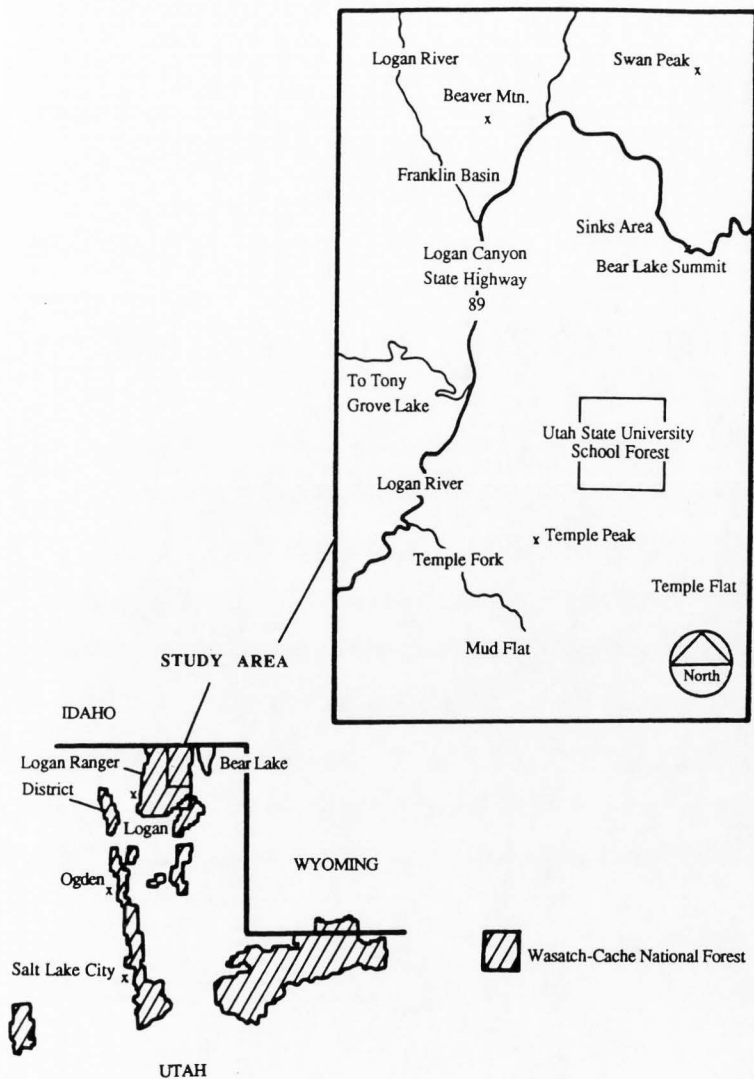 Logan River
Swan Peak
x
Beaver Mtn.
x
Franklin Basin
Sinks Area
Logan Canyon
State Highway
89
Bear Lake Summit
To Tony
Grove Lake
Utah State University
School Forest
Logan River
x Temple Peak
Temple Fork
Temple Flat
Mud Flat
North
STUDY AREA
IDAHO
Logan Ranger
District
Bear Lake
x
Logan
WYOMING
Ogden
x
Wasatch-Cache National Forest
Salt Lake City
x
UTAH